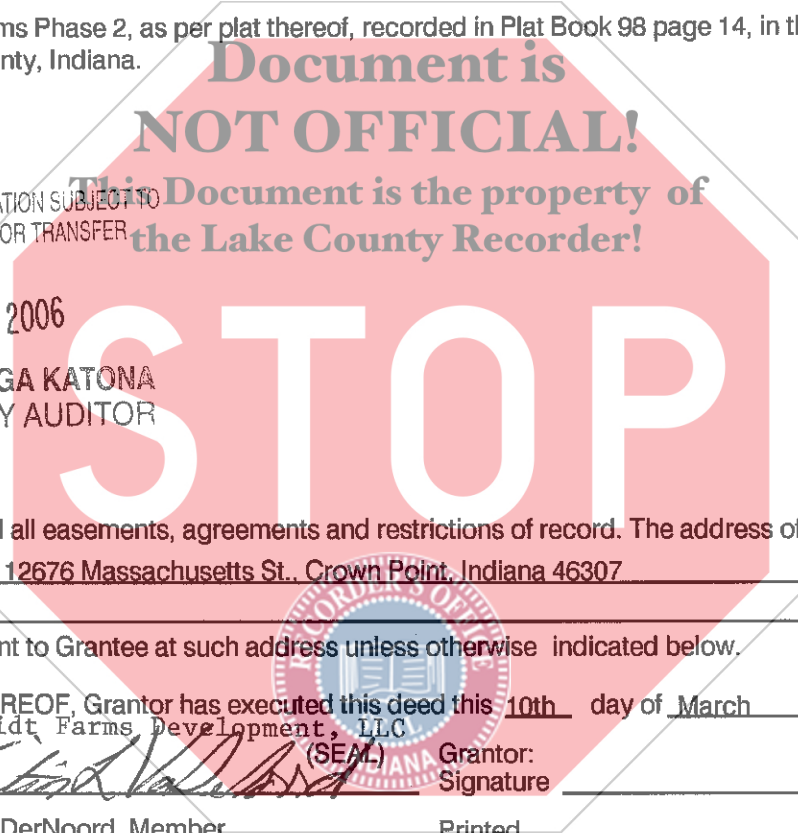 ms Phase 2, as per plat thereof, recorded in Plat Book 98 page 14, in th
nty, Indiana.
Document is
NOT OFFICIAL!
This Document is the property of
the Lake County Recorder!
ATION SUBJECT TO
OR TRANSFER
2006
GA KATONA
Y AUDITOR
STOP
l all easements, agreements and restrictions of record. The address of
12676 Massachusetts St., Crown Point, Indiana 46307
RECORDER'S OFFICE
nt to Grantee at such address unless otherwise indicated below.
REOF, Grantor has executed this deed this 10th day of March
idt Farms Development, LLC
(SEAL) Grantor:
Signature
INDIANA
DerNoord, Member
Printed